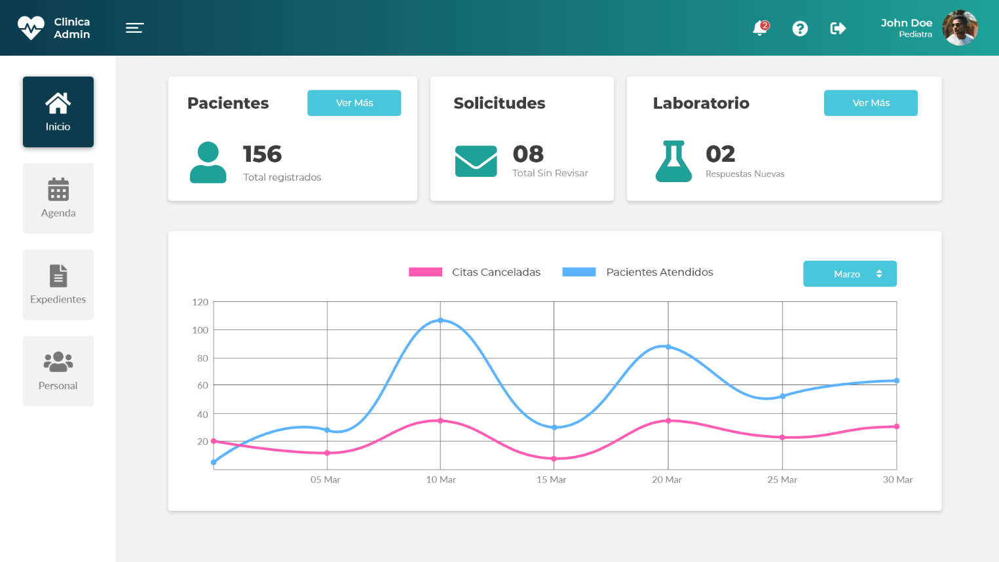 Clinica
Admin
2
John Doe
Pediatra
Inicio
Agenda
Expedientes
Personal
Pacientes
Ver Más
156
Total registrados
Solicitudes
08
Total Sin Revisar
Laboratorio
Ver Más
02
Respuestas Nuevas
Citas Canceladas
Pacientes Atendidos
Marzo
120
100
80
60
40
20
05 Mar
10 Mar
15 Mar
20 Mar
25 Mar
30 Mar